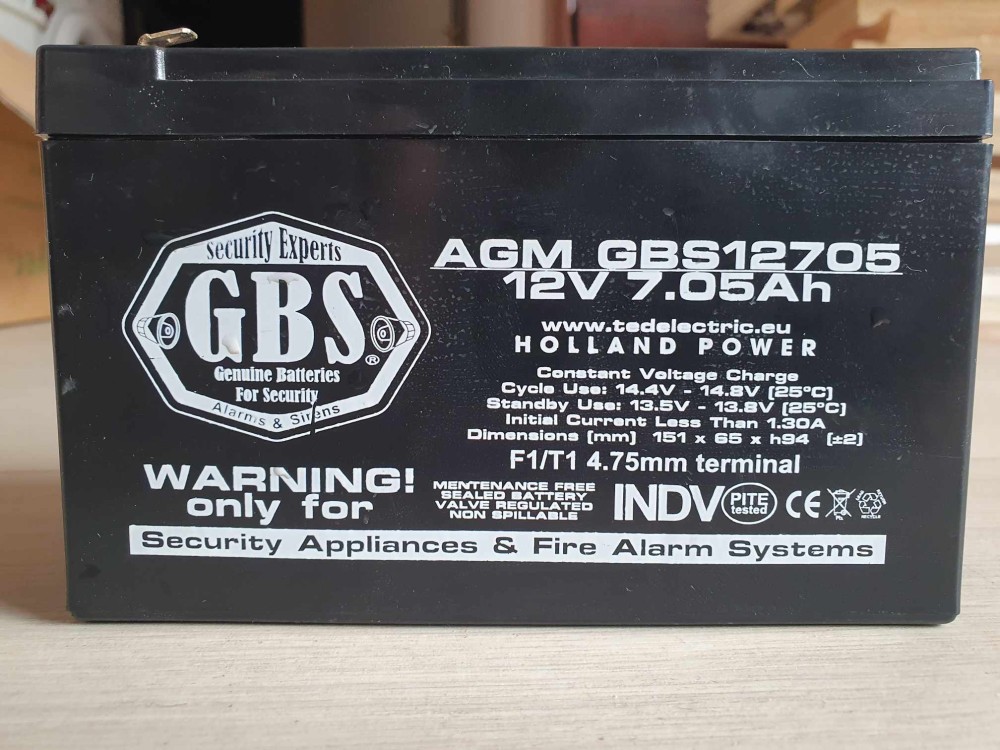 Security Experts
GBS®
Genuine Batteries
For Security
Alarms & Sirens
AGM GBS12705
12V 7.05Ah
www.tedelectric.eu
HOLLAND POWER
Constant Voltage Charge
Cycle Use: 14.4V - 14.8V (25°C)
Standby Use: 13.5V - 13.8V (25°C)
Initial Current Less Than 1.30A
Dimensions (mm) 151 x 65 x h94 (±2)
F1/T1 4.75mm terminal
WARNING!
only for
MENTENANCE FREE
SEALED BATTERY
VALVE REGULATED
NON SPILLABLE
INDV
PITE
tested
CE
Pb
RECYCLE
Security Appliances & Fire Alarm Systems